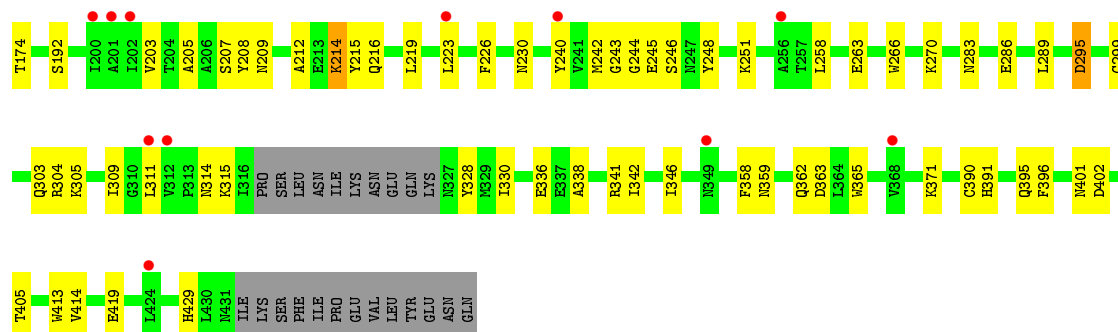 T174 S192 I200 A201 I202 V203 T204 A205 A206 S207 Y208 N209 A212 E213 K214 Y215 Q216 L219 L223 F226 N230 Y240 V241 M242 G243 G244 E245 S246 N247 Y248 K251 A256 T257 L258 E263 W266 K270 N283 E286 L289 D295
Q303 R304 K305 I309 G310 L311 V312 P313 N314 K315 I316 PRO SER LEU ASN ILE LYS ASN GLU GLN LYS N327 Y328 M329 I330 E336 E337 A338 R341 I342 I346 N349 F358 N359 Q362 D363 L364 W365 V368 K371 C390 H391 Q395 F396 N401 D402
T405 W413 V414 E419 L424 H429 L430 N431 ILE LYS SER PHE ILE PRO GLU VAL LEU TYR GLU ASN GLN